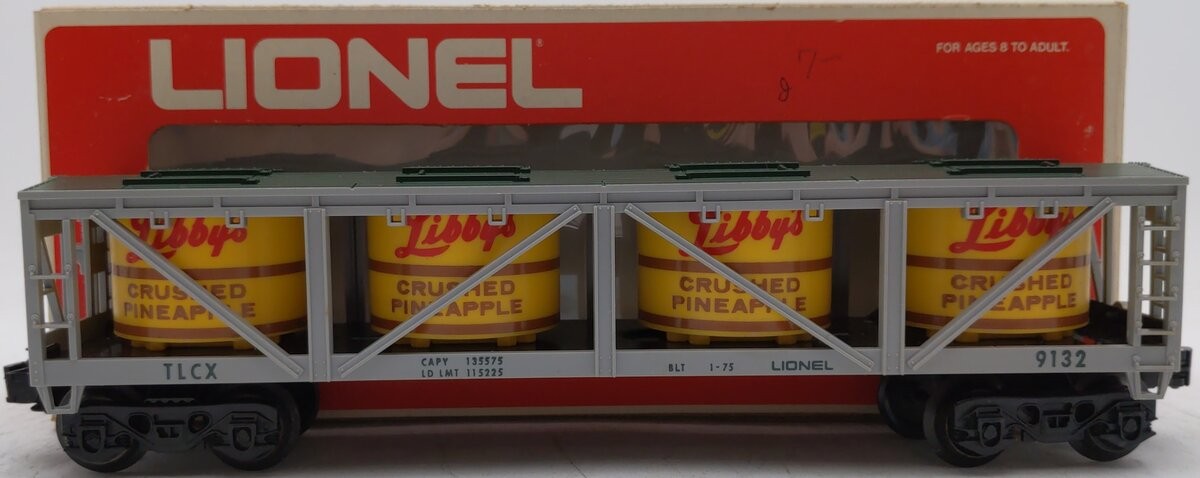 LIONEL®
FOR AGES 8 TO ADULT.
7-
Libby's
CRUSHED
PINEAPPLE
Libby's
CRUSHED
PINEAPPLE
Libby's
CRUSHED
PINEAPPLE
Libby's
CRUSHED
PINEAPPLE
TLCX
CAPY 135575
LD LMT 115225
BLT 1-75 LIONEL
9132